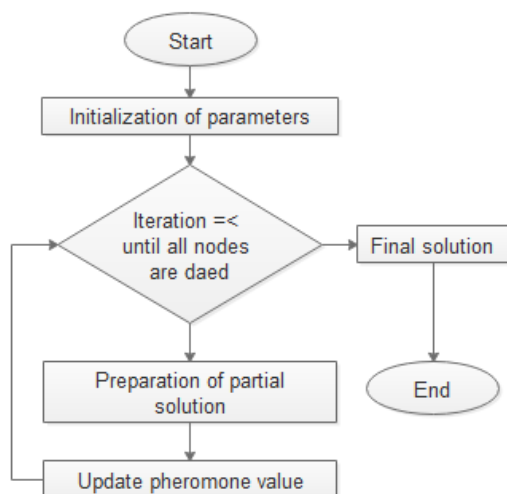 Start
Initialization of parameters
Iteration =<
until all nodes
are daed
Final solution
Preparation of partial
solution
End
Update pheromone value